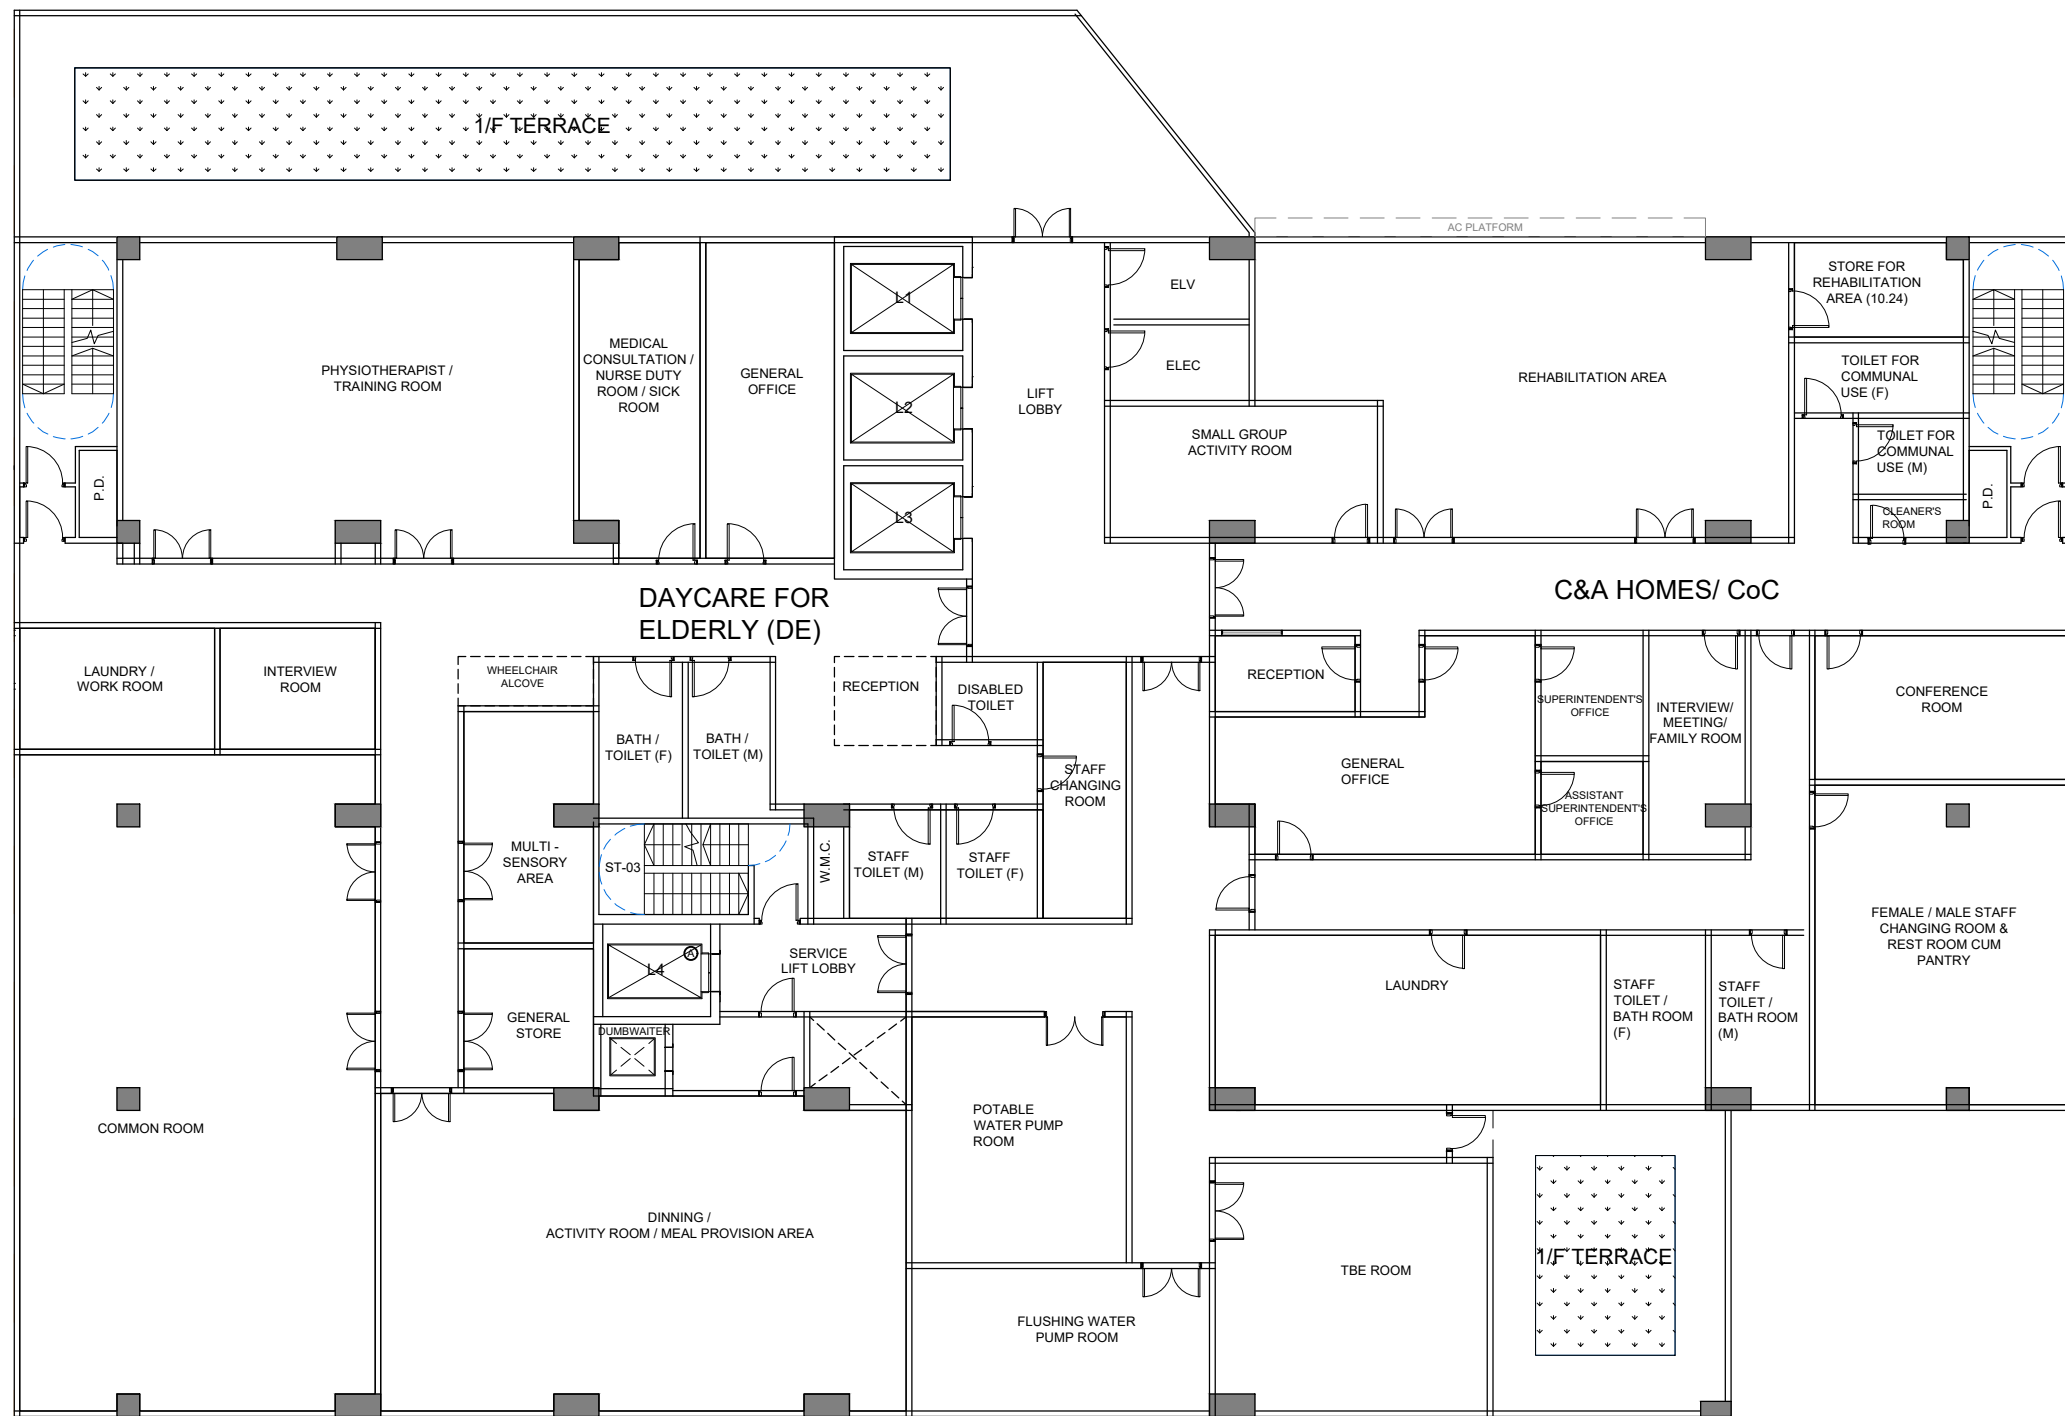 1/F TERRACE
AC PLATFORM
PHYSIOTHERAPIST /
TRAINING ROOM
MEDICAL
CONSULTATION /
NURSE DUTY
ROOM / SICK
ROOM
GENERAL
OFFICE
L1
L2
L3
LIFT
LOBBY
ELV
ELEC
SMALL GROUP
ACTIVITY ROOM
REHABILITATION AREA
STORE FOR
REHABILITATION
AREA (10.24)
TOILET FOR
COMMUNAL
USE (F)
TOILET FOR
COMMUNAL
USE (M)
CLEANER'S
ROOM
P.D.
P.D.
DAYCARE FOR
ELDERLY (DE)
C&A HOMES/ CoC
LAUNDRY /
WORK ROOM
INTERVIEW
ROOM
WHEELCHAIR
ALCOVE
BATH /
TOILET (F)
BATH /
TOILET (M)
RECEPTION
DISABLED
TOILET
STAFF
CHANGING
ROOM
RECEPTION
GENERAL
OFFICE
SUPERINTENDENT'S
OFFICE
ASSISTANT
SUPERINTENDENT'S
OFFICE
INTERVIEW/
MEETING/
FAMILY ROOM
CONFERENCE
ROOM
MULTI -
SENSORY
AREA
ST-03
W.M.C.
STAFF
TOILET (M)
STAFF
TOILET (F)
FEMALE / MALE STAFF
CHANGING ROOM &
REST ROOM CUM
PANTRY
GENERAL
STORE
L4
A
SERVICE
LIFT LOBBY
DUMBWAITER
LAUNDRY
STAFF
TOILET /
BATH ROOM
(F)
STAFF
TOILET /
BATH ROOM
(M)
COMMON ROOM
POTABLE
WATER PUMP
ROOM
DINNING /
ACTIVITY ROOM / MEAL PROVISION AREA
TBE ROOM
1/F TERRACE
FLUSHING WATER
PUMP ROOM